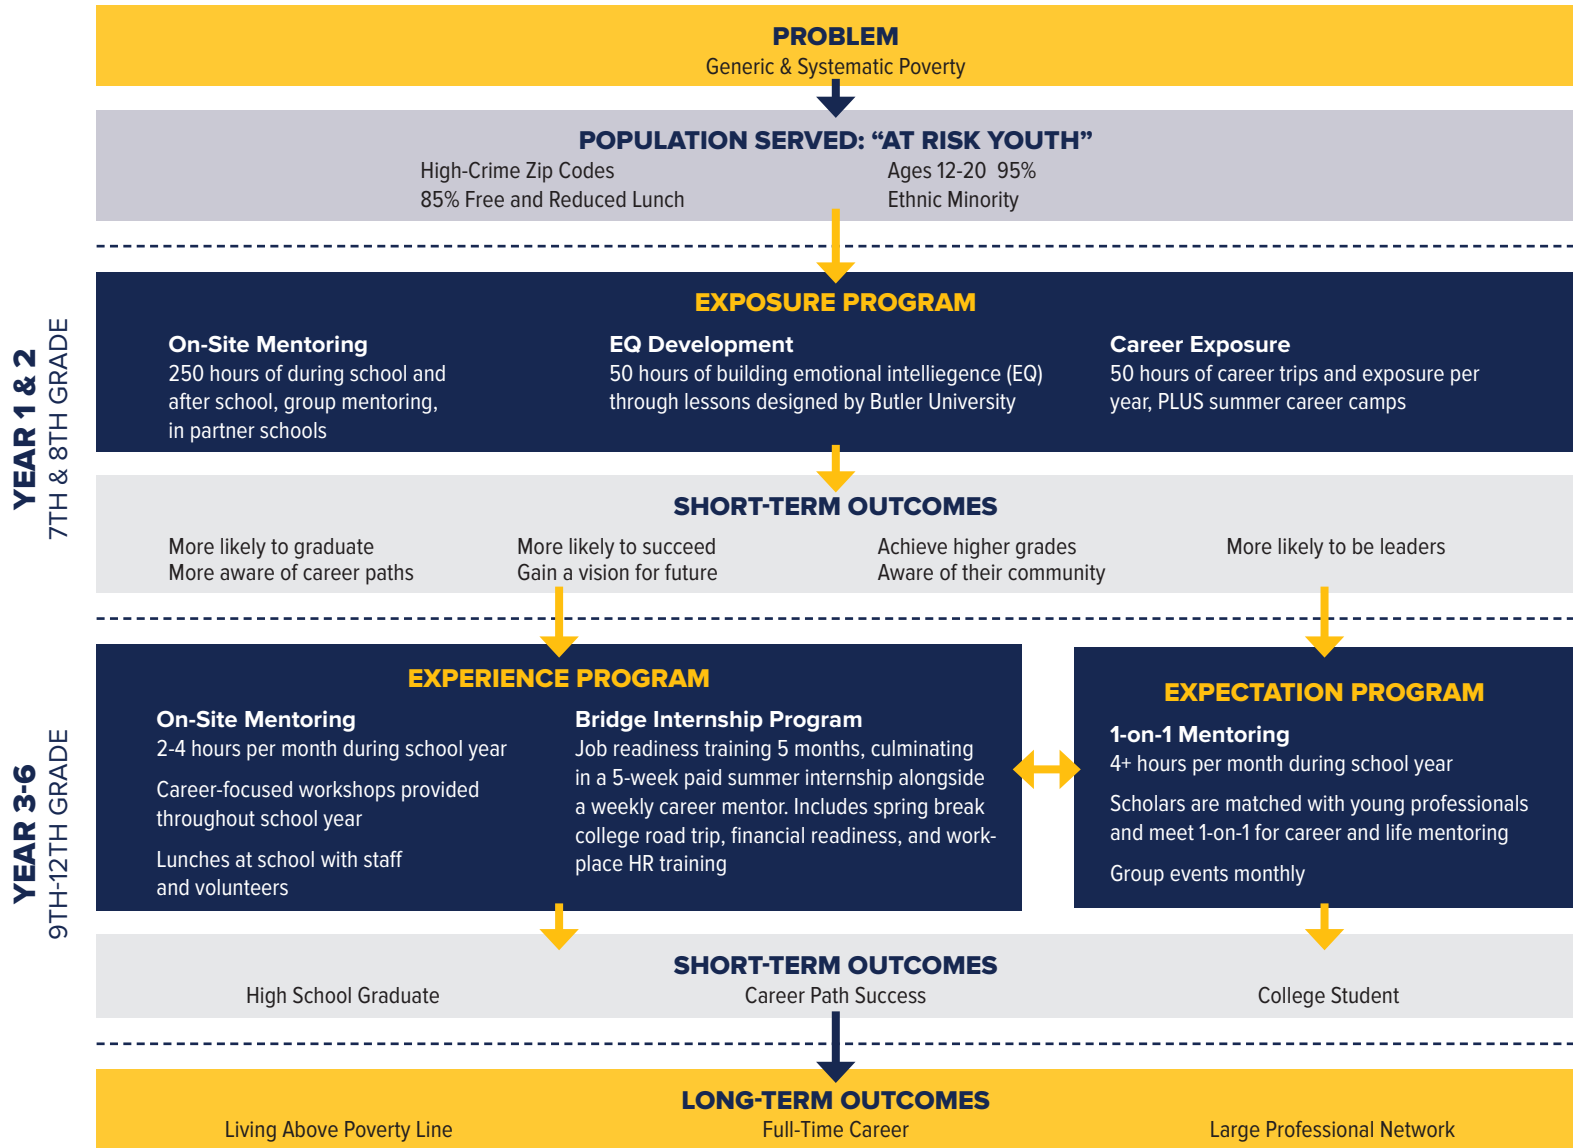 PROBLEM
Generic & Systematic Poverty
POPULATION SERVED: “AT RISK YOUTH”
High-Crime Zip Codes
85% Free and Reduced Lunch
Ages 12-20 95%
Ethnic Minority
YEAR 1 & 2
7TH & 8TH GRADE
EXPOSURE PROGRAM
On-Site Mentoring
250 hours of during school and
after school, group mentoring,
in partner schools
EQ Development
50 hours of building emotional intelliegence (EQ)
through lessons designed by Butler University
Career Exposure
50 hours of career trips and exposure per
year, PLUS summer career camps
SHORT-TERM OUTCOMES
More likely to graduate
More aware of career paths
More likely to succeed
Gain a vision for future
Achieve higher grades
Aware of their community
More likely to be leaders
YEAR 3-6
9TH-12TH GRADE
EXPERIENCE PROGRAM
On-Site Mentoring
2-4 hours per month during school year
Career-focused workshops provided
throughout school year
Lunches at school with staff
and volunteers
Bridge Internship Program
Job readiness training 5 months, culminating
in a 5-week paid summer internship alongside
a weekly career mentor. Includes spring break
college road trip, financial readiness, and work-
place HR training
EXPECTATION PROGRAM
1-on-1 Mentoring
4+ hours per month during school year
Scholars are matched with young professionals
and meet 1-on-1 for career and life mentoring
Group events monthly
SHORT-TERM OUTCOMES
High School Graduate
Career Path Success
College Student
LONG-TERM OUTCOMES
Living Above Poverty Line
Full-Time Career
Large Professional Network